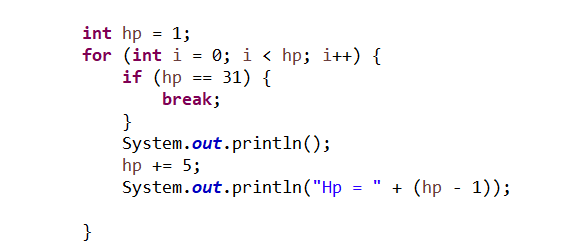 int hp = 1;
for (int i = 0; i < hp; i++) {
if (hp == 31) {
break;
}
System.out.println();
hp += 5;
System.out.println("Hp = " + (hp - 1));
}